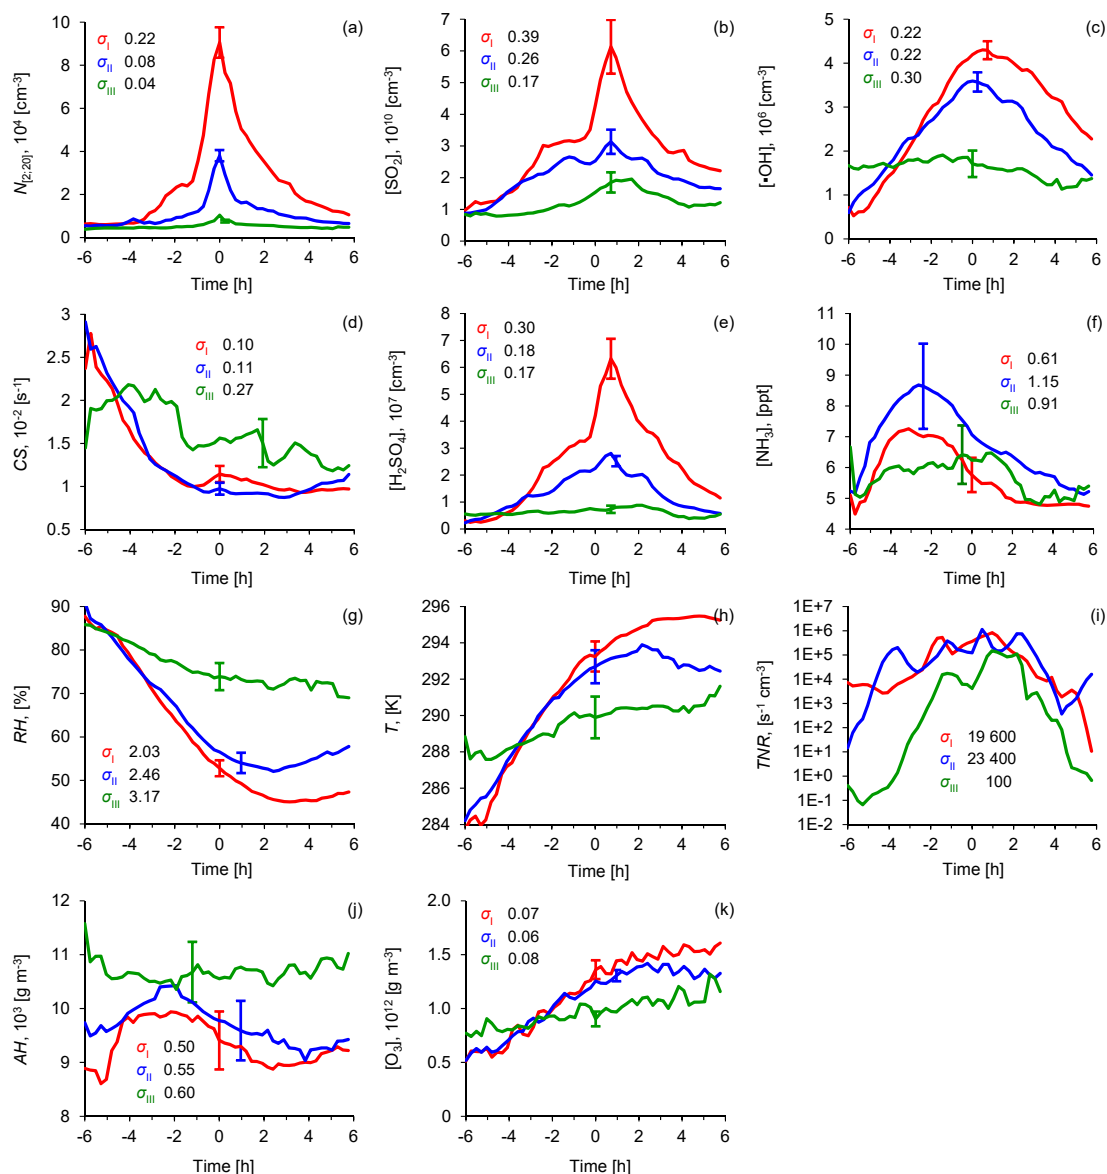 (a)
N[2;20], 10^4 [cm-3]
σI 0.22
σII 0.08
σIII 0.04
10
8
6
4
2
0
-6 -4 -2 0 2 4 6
Time [h]
(b)
[SO2], 10^10 [cm-3]
σI 0.39
σII 0.26
σIII 0.17
7
6
5
4
3
2
1
0
-6 -4 -2 0 2 4 6
Time [h]
(c)
[▪OH], 10^6 [cm-3]
σI 0.22
σII 0.22
σIII 0.30
5
4
3
2
1
0
-6 -4 -2 0 2 4 6
Time [h]
(d)
CS, 10-2 [s-1]
σI 0.10
σII 0.11
σIII 0.27
3
2.5
2
1.5
1
0.5
-6 -4 -2 0 2 4 6
Time [h]
(e)
[H2SO4], 10^7 [cm-3]
σI 0.30
σII 0.18
σIII 0.17
8
7
6
5
4
3
2
1
0
-6 -4 -2 0 2 4 6
Time [h]
(f)
[NH3], [ppt]
σI 0.61
σII 1.15
σIII 0.91
11
10
9
8
7
6
5
4
-6 -4 -2 0 2 4 6
Time [h]
(g)
RH, [%]
σI 2.03
σII 2.46
σIII 3.17
90
80
70
60
50
40
-6 -4 -2 0 2 4 6
Time [h]
(h)
T, [K]
296
294
292
290
288
286
284
σI
σII
σIII
-6 -4 -2 0 2 4 6
Time [h]
(i)
TNR, [s-1 cm-3]
σI 19 600
σII 23 400
σIII 100
1E+7
1E+6
1E+5
1E+4
1E+3
1E+2
1E+1
1E+0
1E-1
1E-2
-6 -4 -2 0 2 4 6
Time [h]
(j)
AH, 10^3 [g m-3]
σI 0.50
σII 0.55
σIII 0.60
12
11
10
9
8
-6 -4 -2 0 2 4 6
Time [h]
(k)
[O3], 10^12 [g m-3]
σI 0.07
σII 0.06
σIII 0.08
2.0
1.5
1.0
0.5
0
-6 -4 -2 0 2 4 6
Time [h]